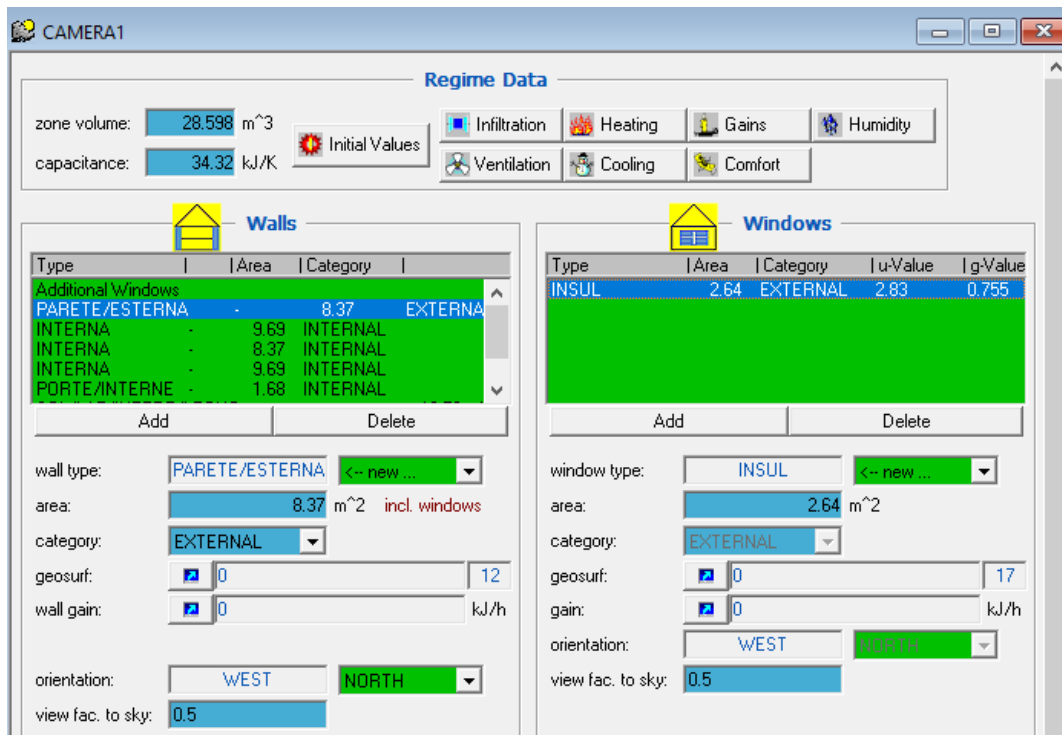 CAMERA1
Regime Data
zone volume: 28.598 m^3
capacitance: 34.32 kJ/K
Initial Values
Infiltration Heating Gains Humidity
Ventilation Cooling Comfort
Walls
Type | | Area | Category |
Additional Windows
PARETE/ESTERNA - 8.37 EXTERNA
INTERNA - 9.69 INTERNAL
INTERNA - 8.37 INTERNAL
INTERNA - 9.69 INTERNAL
PORTE/INTERNE - 1.68 INTERNAL
Add Delete
wall type: PARETE/ESTERNA <-- new ...
area: 8.37 m^2 incl. windows
category: EXTERNAL
geosurf: 0 12
wall gain: 0 kJ/h
orientation: WEST NORTH
view fac. to sky: 0.5
Windows
Type | Area | Category | u-Value | g-Value
INSUL 2.64 EXTERNAL 2.83 0.755
Add Delete
window type: INSUL <-- new ...
area: 2.64 m^2
category: EXTERNAL
geosurf: 0 17
gain: 0 kJ/h
orientation: WEST NORTH
view fac. to sky: 0.5